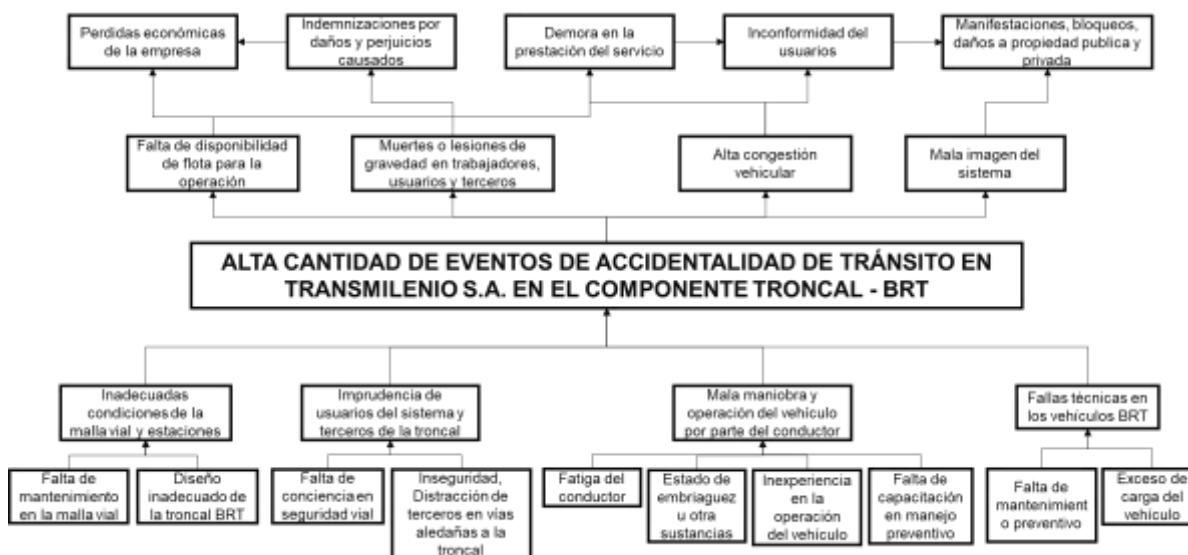 Perdidas económicas
de la empresa
Indemnizaciones por
daños y perjuicios
causados
Demora en la
prestación del servicio
Inconformidad del
usuarios
Manifestaciones, bloqueos,
daños a propiedad publica y
privada
Falta de disponibilidad
de flota para la
operación
Muertes o lesiones de
gravedad en trabajadores,
usuarios y terceros
Alta congestión
vehicular
Mala imagen del
sistema
ALTA CANTIDAD DE EVENTOS DE ACCIDENTALIDAD DE TRÁNSITO EN
TRANSMILENIO S.A. EN EL COMPONENTE TRONCAL - BRT
Inadecuadas
condiciones de la
malla vial y estaciones
Imprudencia de
usuarios del sistema y
terceros de la troncal
Mala maniobra y
operación del vehículo
por parte del conductor
Fallas técnicas en
los vehículos BRT
Falta de
mantenimiento
en la malla vial
Diseño
inadecuado de
la troncal BRT
Falta de
conciencia en
seguridad vial
Inseguridad,
Distracción de
terceros en vías
aledañas a la
troncal
Fatiga del
conductor
Estado de
embriaguez
u otra
sustancias
Inexperiencia
en la
operación
del vehículo
Falta de
capacitación
en manejo
preventivo
Falta de
mantenimient
o preventivo
Exceso de
carga del
vehículo